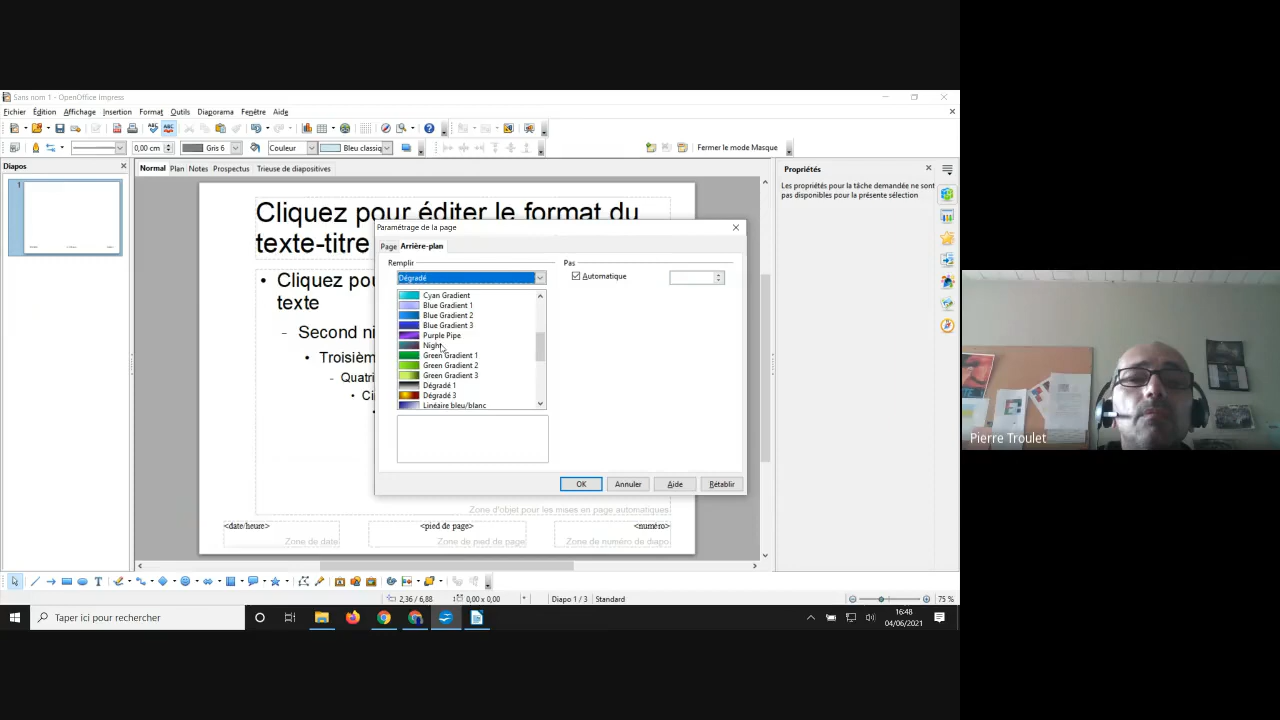 Sans nom 1 - OpenOffice Impress
Fichier Édition Affichage Insertion Format Outils Diaporama Fenêtre Aide
0,00 cm Gris 6 Couleur Bleu classiq Fermer le mode Masque
Diapos
Normal Plan Notes Prospectus Trieuse de diapositives
Propriétés
Les propriétés pour la tâche demandée ne sont
pas disponibles pour la présente sélection
1
Cliquez pour éditer le format du
texte-titre
Cliquez pou
texte
Second ni
Troisièm
Quatri
Ci
Paramétrage de la page
Page Arrière-plan
Remplir
Pas
Dégradé
Automatique
Cyan Gradient
Blue Gradient 1
Blue Gradient 2
Blue Gradient 3
Purple Pipe
Night
Green Gradient 1
Green Gradient 2
Green Gradient 3
Dégradé 1
Dégradé 3
Linéaire bleu/blanc
OK Annuler Aide Rétablir
Zone d'objet pour les mises en page automatiques
<date/heure> <pied de page> <numéro>
Zone de date Zone de pied de page Zone de numéro de diapo
2,36 / 6,88 0,00 x 0,00 * Diapo 1 / 3 Standard 75 %
Taper ici pour rechercher
16:48
04/06/2021
Pierre Troulet